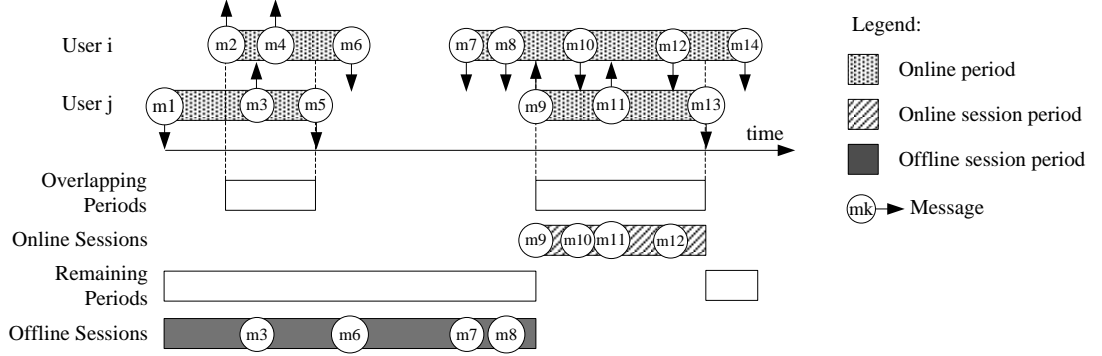 User i
m2
m4
m6
m7
m8
m10
m12
m14
User j
m1
m3
m5
m9
m11
m13
time
Overlapping
Periods
Online Sessions
m9
m10
m11
m12
Remaining
Periods
Offline Sessions
m3
m6
m7
m8
Legend:
Online period
Online session period
Offline session period
mk
Message